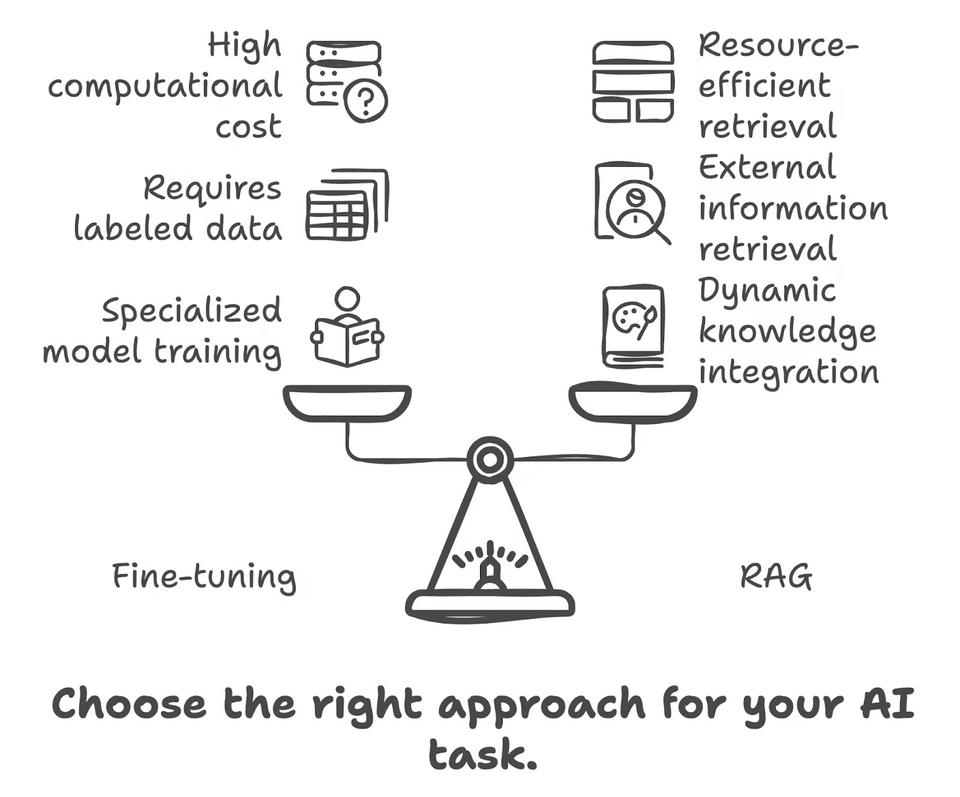 High
computational
cost
Requires
labeled data
Specialized
model training
Resource-
efficient
retrieval
External
information
retrieval
Dynamic
knowledge
integration
Fine-tuning
RAG
Choose the right approach for your AI
task.